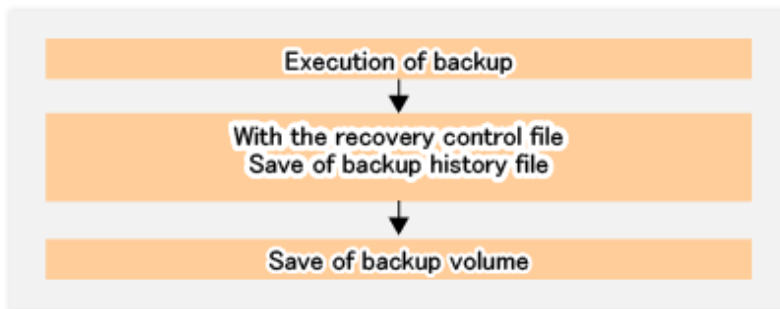 Execution of backup
With the recovery control file
Save of backup history file
Save of backup volume